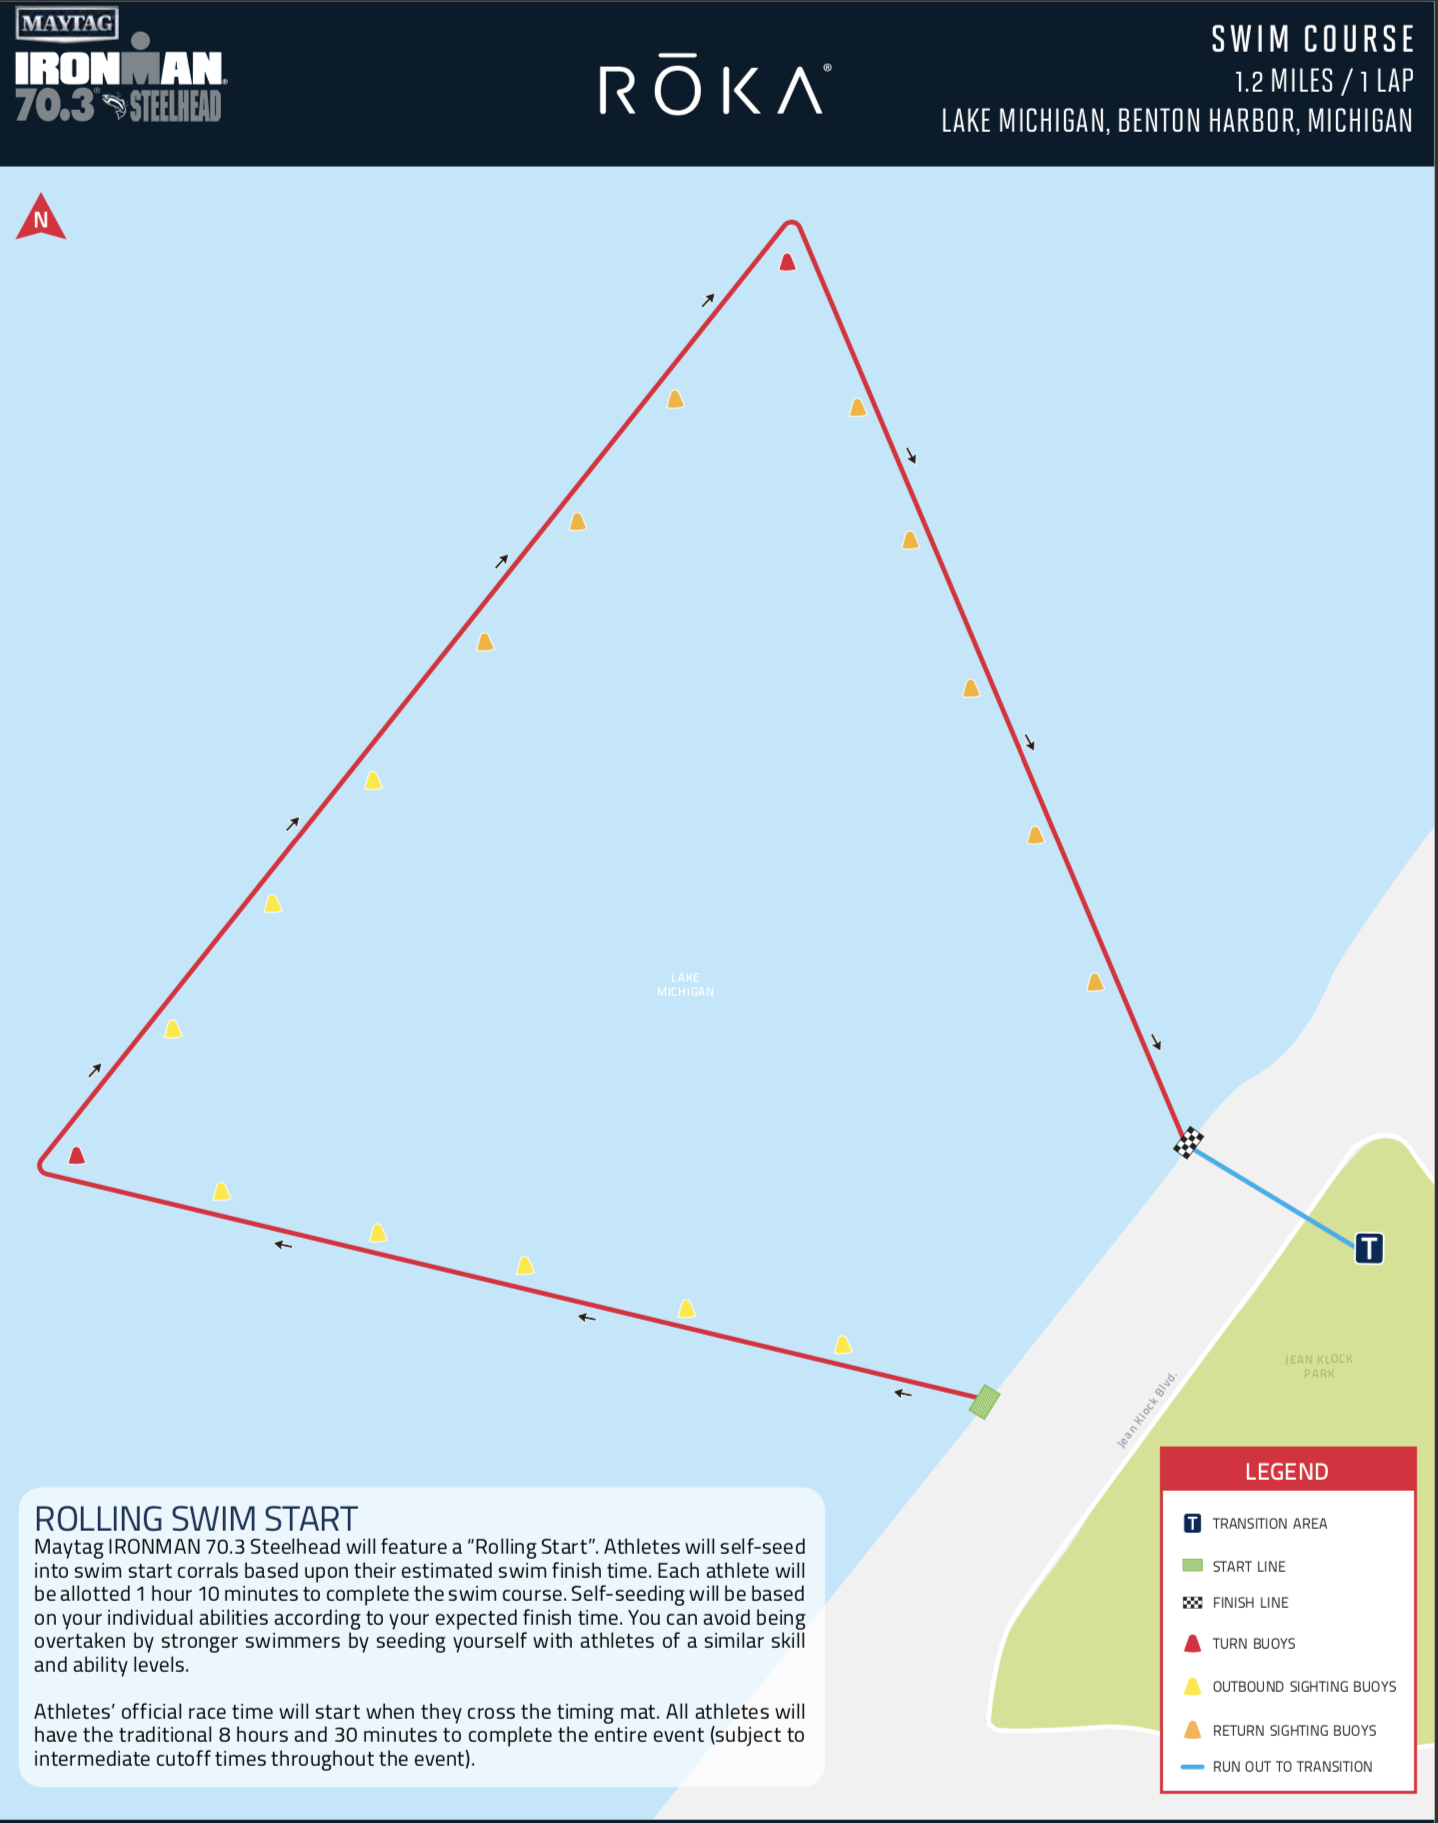 MAYTAG
IRONMAN®
70.3® STEELHEAD
RŌKA®
SWIM COURSE
1.2 MILES / 1 LAP
LAKE MICHIGAN, BENTON HARBOR, MICHIGAN
N
LAKE
MICHIGAN
T
JEAN KLOCK
PARK
Jean Klock Blvd.
ROLLING SWIM START
Maytag IRONMAN 70.3 Steelhead will feature a “Rolling Start”. Athletes will self-seed
into swim start corrals based upon their estimated swim finish time. Each athlete will
be allotted 1 hour 10 minutes to complete the swim course. Self-seeding will be based
on your individual abilities according to your expected finish time. You can avoid being
overtaken by stronger swimmers by seeding yourself with athletes of a similar skill
and ability levels.
Athletes’ official race time will start when they cross the timing mat. All athletes will
have the traditional 8 hours and 30 minutes to complete the entire event (subject to
intermediate cutoff times throughout the event).
LEGEND
T TRANSITION AREA
START LINE
FINISH LINE
TURN BUOYS
OUTBOUND SIGHTING BUOYS
RETURN SIGHTING BUOYS
RUN OUT TO TRANSITION